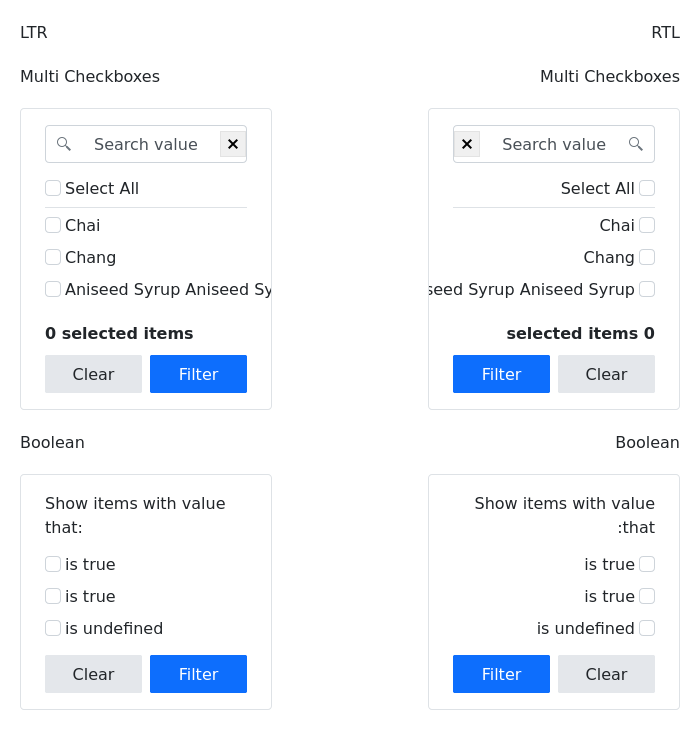 LTR
RTL
Multi Checkboxes
Multi Checkboxes
Search value
Select All
Chai
Chang
Aniseed Syrup Aniseed Sy
0 selected items
Clear
Filter
Search value
Select All
Chai
Chang
seed Syrup Aniseed Syrup
selected items 0
Filter
Clear
Boolean
Boolean
Show items with value
that:
is true
is true
is undefined
Clear
Filter
Show items with value
:that
is true
is true
is undefined
Filter
Clear